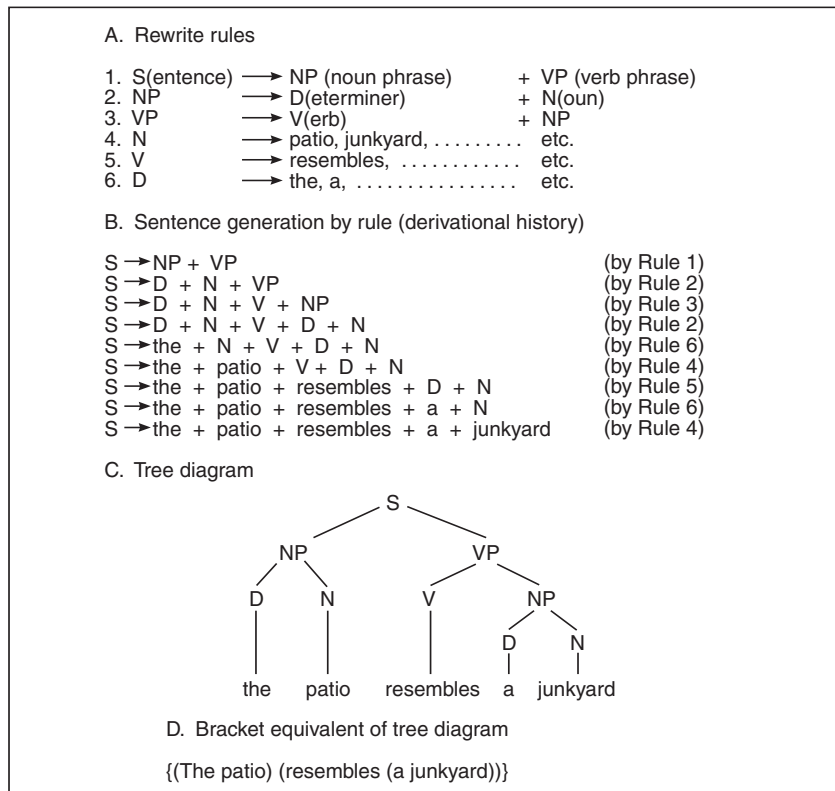 A. Rewrite rules
1. S(entence) → NP (noun phrase) + VP (verb phrase)
2. NP → D(eterminer) + N(oun)
3. VP → V(erb) + NP
4. N → patio, junkyard, ......... etc.
5. V → resembles, ............ etc.
6. D → the, a, ................ etc.
B. Sentence generation by rule (derivational history)
S → NP + VP (by Rule 1)
S → D + N + VP (by Rule 2)
S → D + N + V + NP (by Rule 3)
S → D + N + V + D + N (by Rule 2)
S → the + N + V + D + N (by Rule 6)
S → the + patio + V + D + N (by Rule 4)
S → the + patio + resembles + D + N (by Rule 5)
S → the + patio + resembles + a + N (by Rule 6)
S → the + patio + resembles + a + junkyard (by Rule 4)
C. Tree diagram
S
NP VP
D N V NP
D N
the patio resembles a junkyard
D. Bracket equivalent of tree diagram
{(The patio) (resembles (a junkyard))}